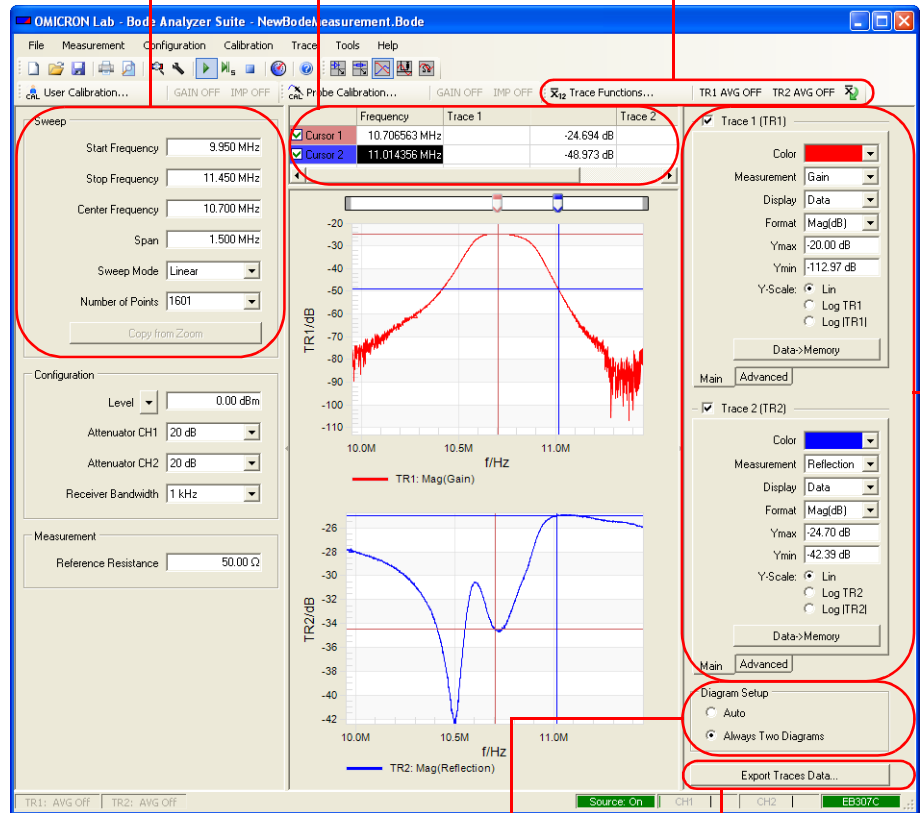 OMICRON Lab - Bode Analyzer Suite - NewBodeMeasurement.Bode
File Measurement Configuration Calibration Trace Tools Help
CAL User Calibration... GAIN OFF IMP OFF CAL Probe Calibration... GAIN OFF IMP OFF X12 Trace Functions... TR1 AVG OFF TR2 AVG OFF
Sweep
Start Frequency 9.950 MHz
Stop Frequency 11.450 MHz
Center Frequency 10.700 MHz
Span 1.500 MHz
Sweep Mode Linear
Number of Points 1601
Copy from Zoom
Configuration
Level 0.00 dBm
Attenuator CH1 20 dB
Attenuator CH2 20 dB
Receiver Bandwidth 1 kHz
Measurement
Reference Resistance 50.00 Ω
Frequency Trace 1 Trace 2
Cursor 1 10.706563 MHz -24.694 dB
Cursor 2 11.014356 MHz -48.973 dB
TR1/dB
-20
-30
-40
-50
-60
-70
-80
-90
-100
-110
10.0M 10.5M 11.0M
f/Hz
TR1: Mag(Gain)
TR2/dB
-26
-28
-30
-32
-34
-36
-38
-40
-42
10.0M 10.5M 11.0M
f/Hz
TR2: Mag(Reflection)
Trace 1 (TR1)
Color
Measurement Gain
Display Data
Format Mag(dB)
Ymax -20.00 dB
Ymin -112.97 dB
Y-Scale: Lin
Log TR1
Log |TR1|
Data->Memory
Main Advanced
Trace 2 (TR2)
Color
Measurement Reflection
Display Data
Format Mag(dB)
Ymax -24.70 dB
Ymin -42.39 dB
Y-Scale: Lin
Log TR2
Log |TR2|
Data->Memory
Main Advanced
Diagram Setup
Auto
Always Two Diagrams
Export Traces Data...
TR1: AVG Off TR2: AVG Off Source: On CH1 CH2 EB307C